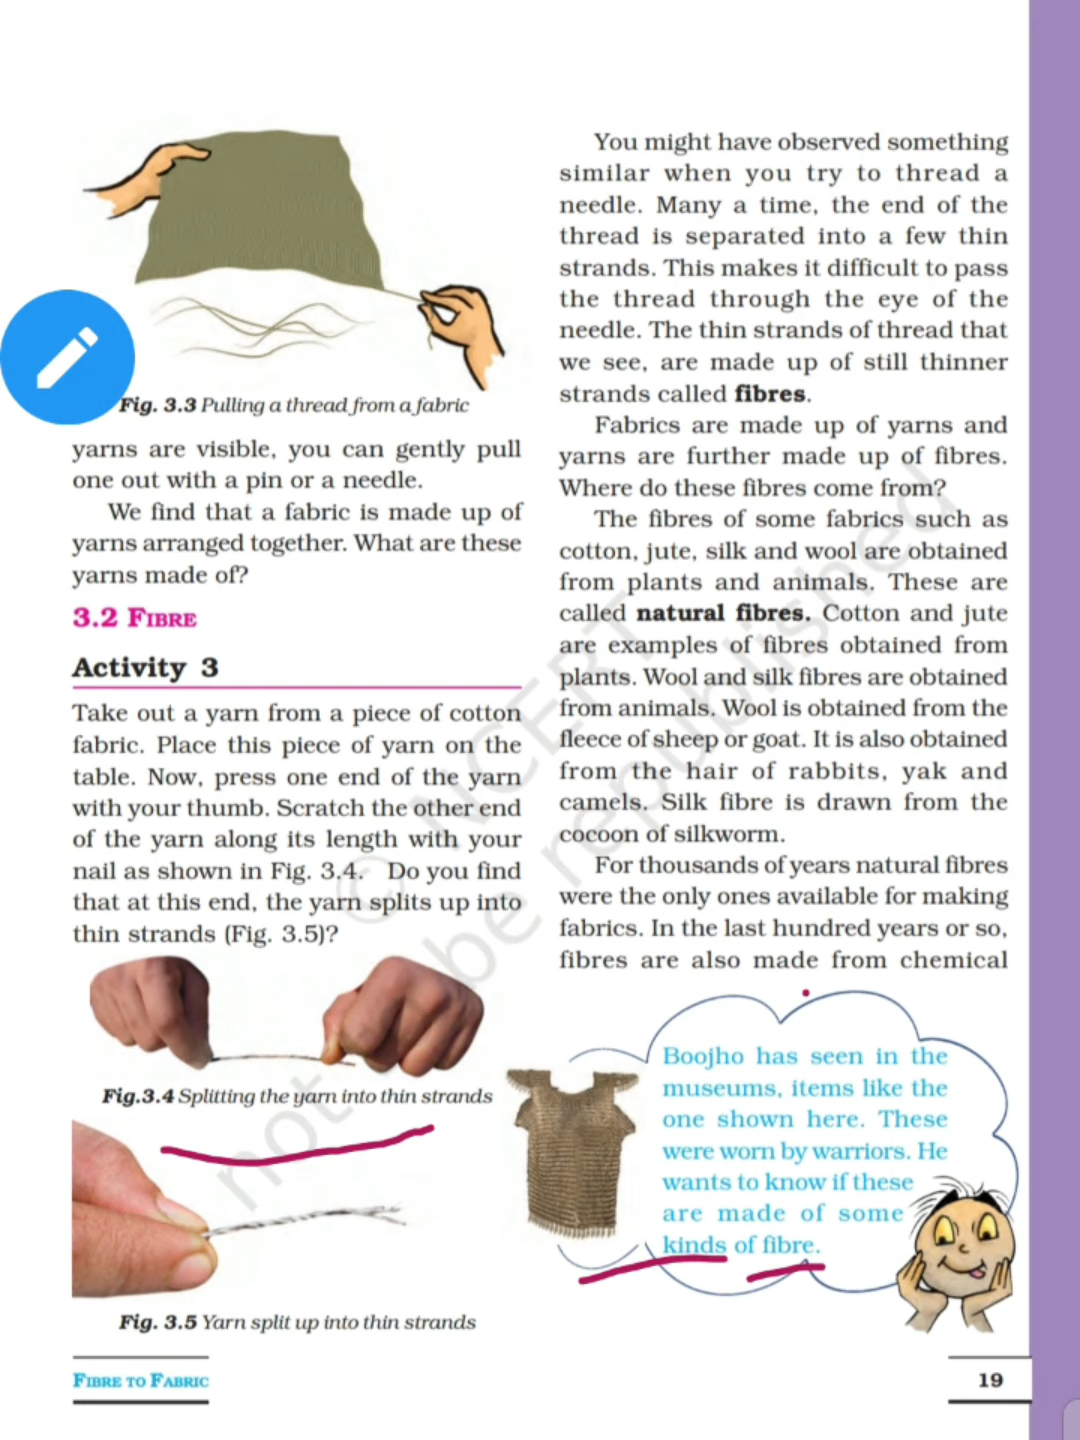 Fig. 3.3 Pulling a thread from a fabric
yarns are visible, you can gently pull
one out with a pin or a needle.
We find that a fabric is made up of
yarns arranged together. What are these
yarns made of?
3.2 FIBRE
Activity 3
Take out a yarn from a piece of cotton
fabric. Place this piece of yarn on the
table. Now, press one end of the yarn
with your thumb. Scratch the other end
of the yarn along its length with your
nail as shown in Fig. 3.4. Do you find
that at this end, the yarn splits up into
thin strands (Fig. 3.5)?
Fig.3.4 Splitting the yarn into thin strands
Fig. 3.5 Yarn split up into thin strands
You might have observed something
similar when you try to thread a
needle. Many a time, the end of the
thread is separated into a few thin
strands. This makes it difficult to pass
the thread through the eye of the
needle. The thin strands of thread that
we see, are made up of still thinner
strands called fibres.
Fabrics are made up of yarns and
yarns are further made up of fibres.
Where do these fibres come from?
The fibres of some fabrics such as
cotton, jute, silk and wool are obtained
from plants and animals. These are
called natural fibres. Cotton and jute
are examples of fibres obtained from
plants. Wool and silk fibres are obtained
from animals. Wool is obtained from the
fleece of sheep or goat. It is also obtained
from the hair of rabbits, yak and
camels. Silk fibre is drawn from the
cocoon of silkworm.
For thousands of years natural fibres
were the only ones available for making
fabrics. In the last hundred years or so,
fibres are also made from chemical
Boojho has seen in the
museums, items like the
one shown here. These
were worn by warriors. He
wants to know if these
are made of some
kinds of fibre.
FIBRE TO FABRIC
19
© NCERT
not be republished